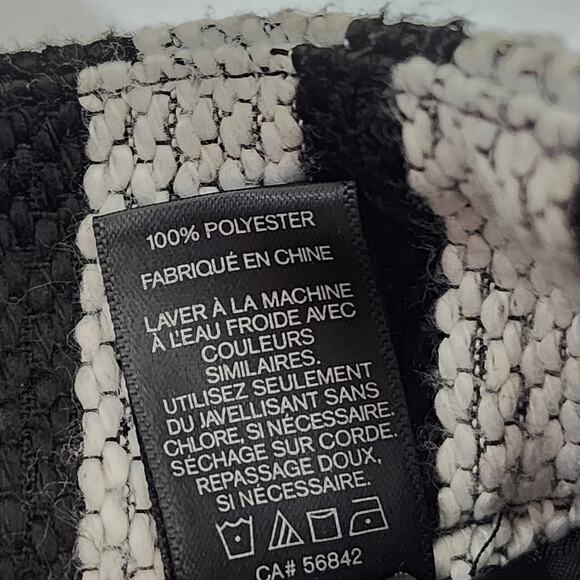 100% POLYESTER
FABRIQUÉ EN CHINE
LAVER À LA MACHINE
À L'EAU FROIDE AVEC
COULEURS
SIMILAIRES.
UTILISEZ SEULEMENT
DU JAVELLISANT SANS
CHLORE, SI NÉCESSAIRE.
SÉCHAGE SUR CORDE.
REPASSAGE DOUX,
SI NÉCESSAIRE.
CA# 56842